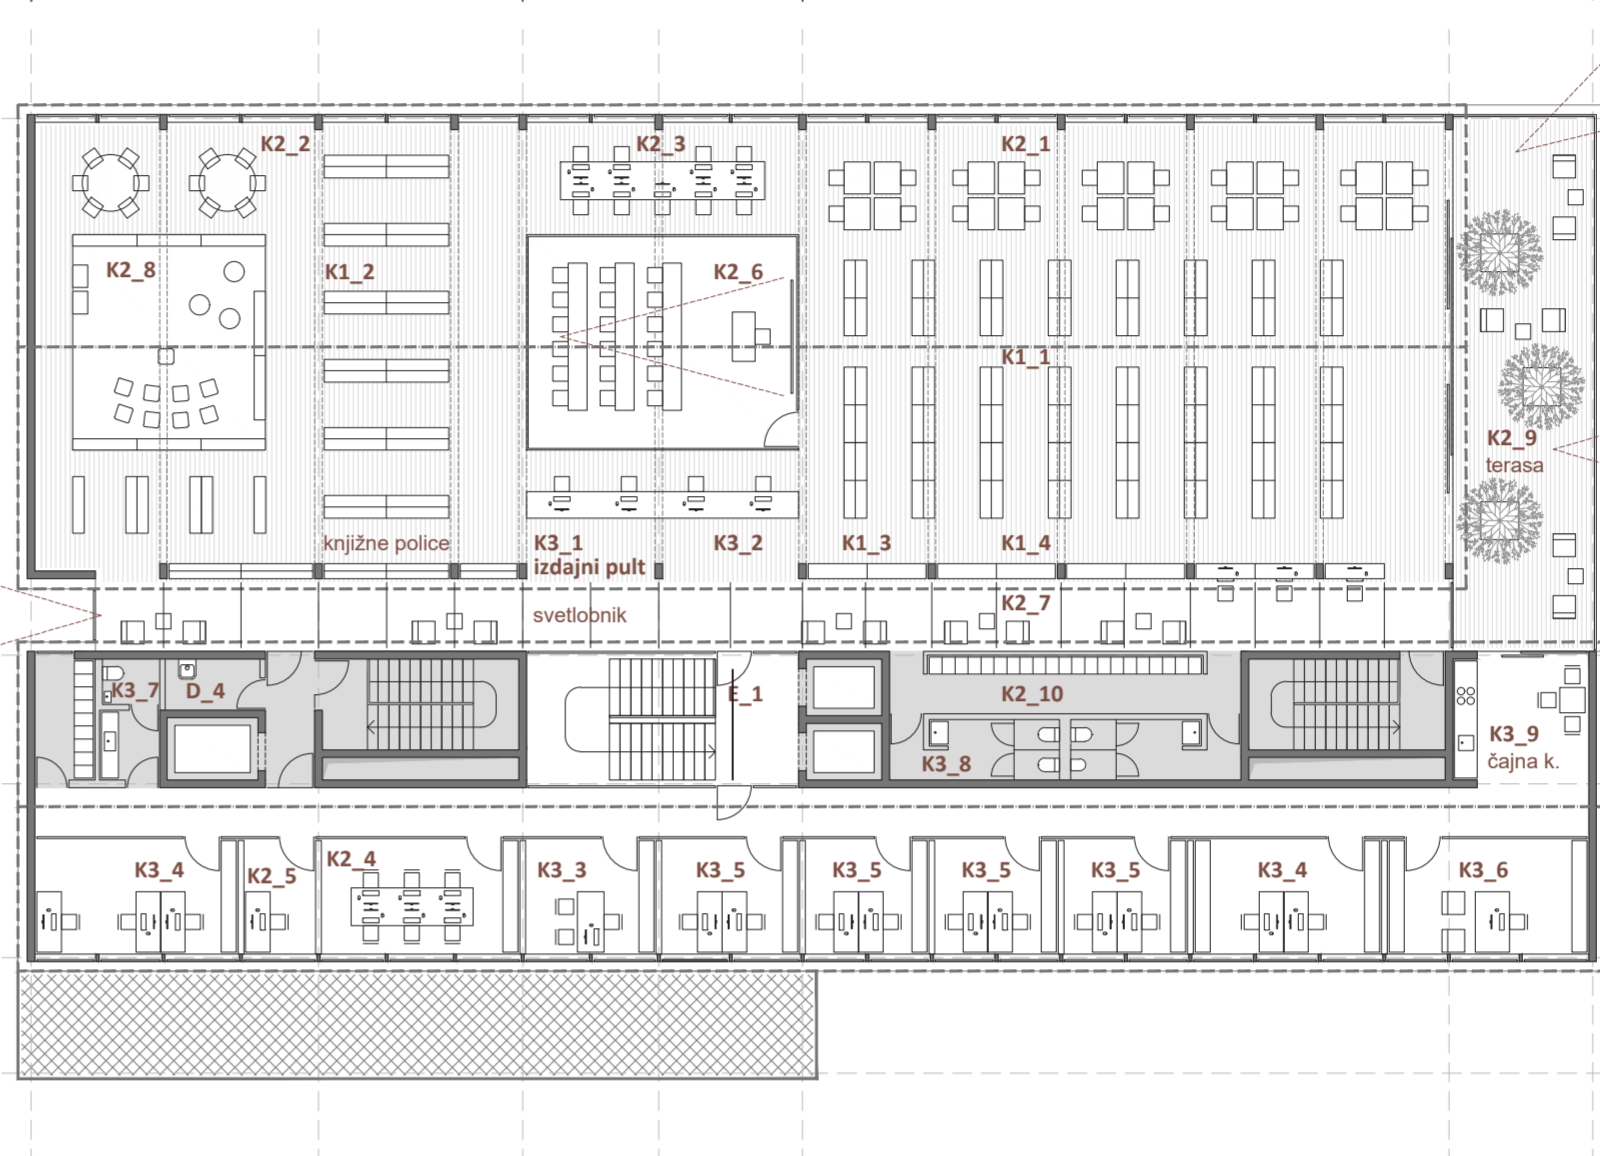 K2_2
K2_3
K2_1
K2_8
K1_2
K2_6
K1_1
K2_9
terasa
knjižne police
K3_1
izdajni pult
K3_2
K1_3
K1_4
K2_7
svetlobnik
K3_7
D_4
E_1
K2_10
K3_8
K3_9
čajna k.
K3_4
K2_5
K2_4
K3_3
K3_5
K3_5
K3_5
K3_5
K3_4
K3_6